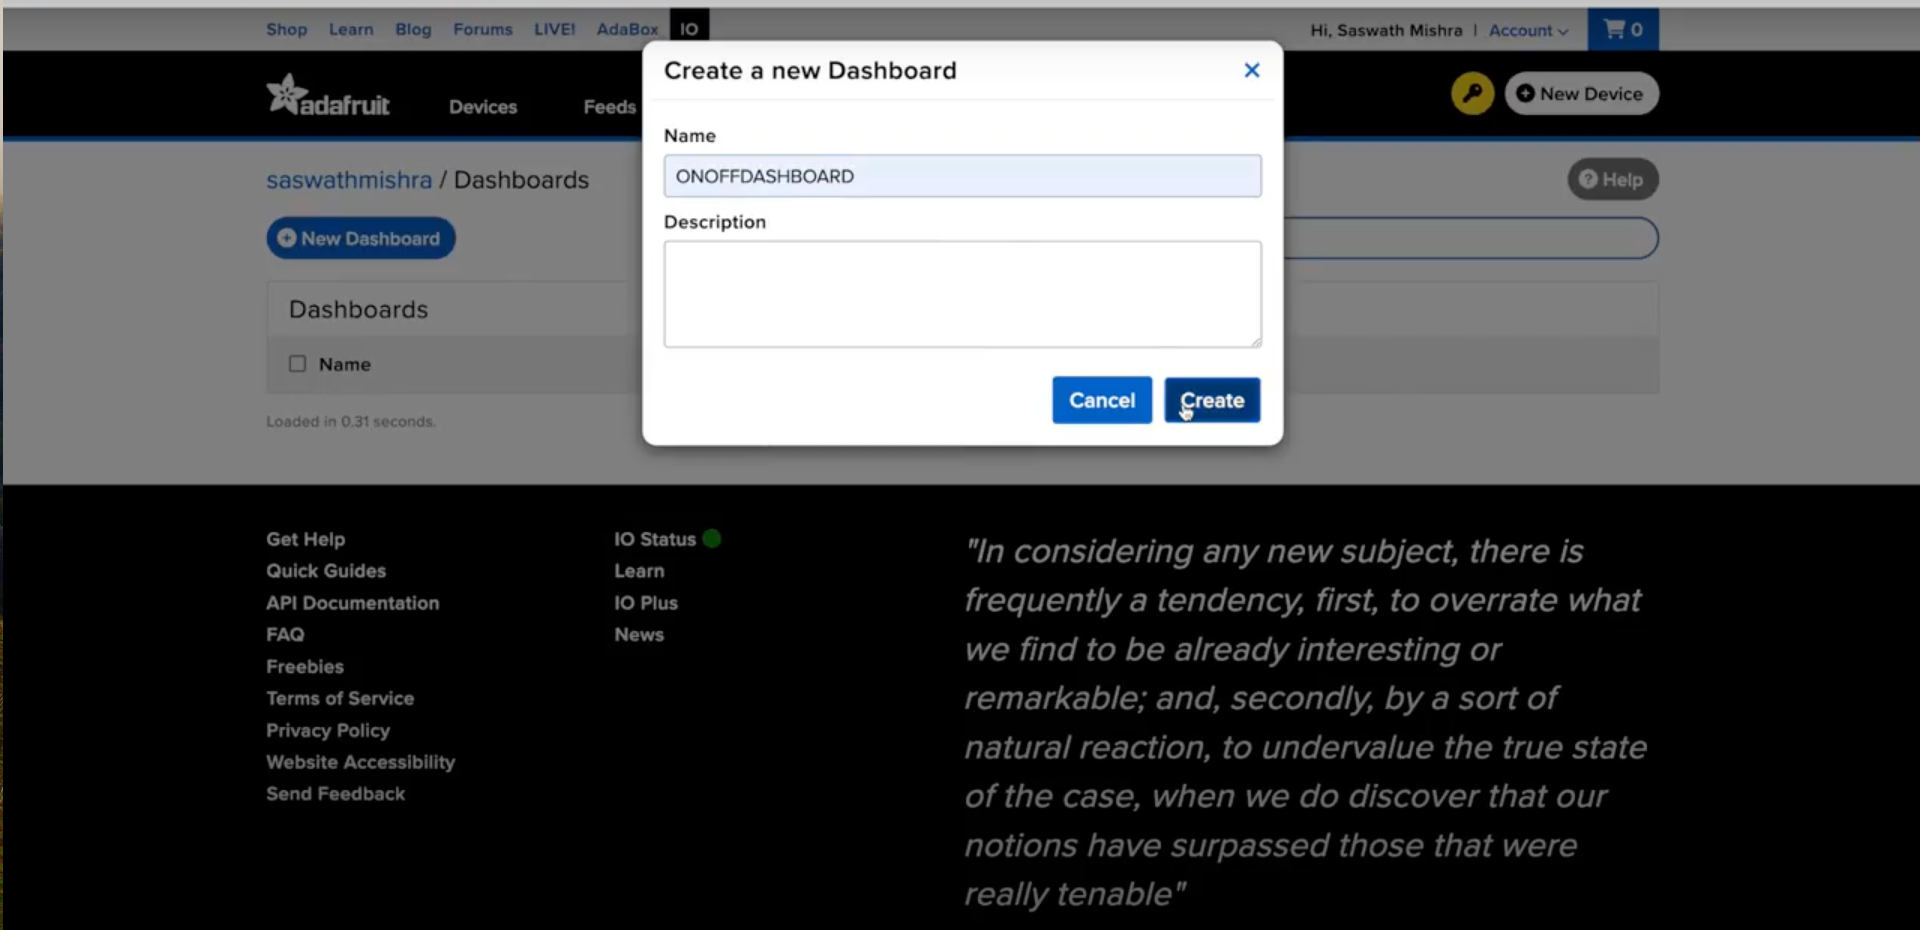 Shop Learn Blog Forums LIVE! AdaBox IO
Hi, Saswath Mishra | Account 0
adafruit Devices Feeds
New Device
Create a new Dashboard
Name
ONOFFDASHBOARD
Description
Cancel Create
saswathmishra / Dashboards
Help
New Dashboard
Dashboards
Name
Loaded in 0.31 seconds.
Get Help
Quick Guides
API Documentation
FAQ
Freebies
Terms of Service
Privacy Policy
Website Accessibility
Send Feedback
IO Status
Learn
IO Plus
News
"In considering any new subject, there is
frequently a tendency, first, to overrate what
we find to be already interesting or
remarkable; and, secondly, by a sort of
natural reaction, to undervalue the true state
of the case, when we do discover that our
notions have surpassed those that were
really tenable"